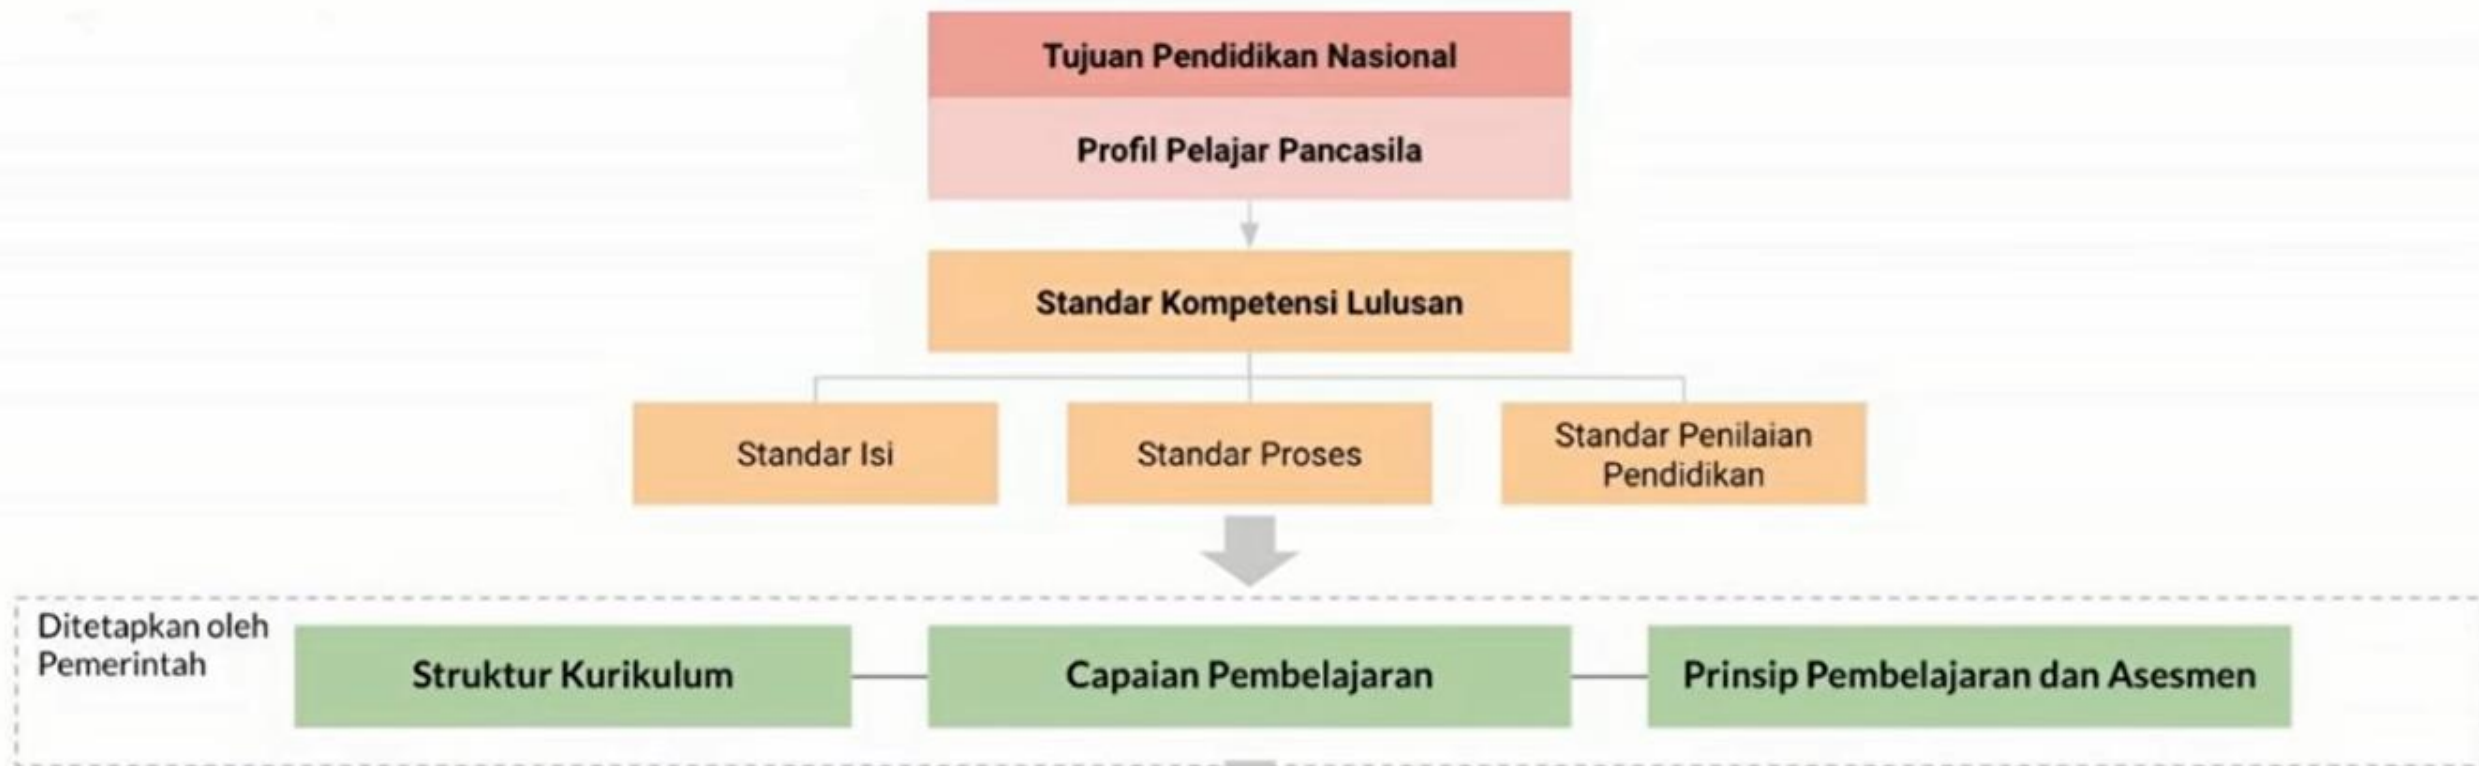 Tujuan Pendidikan Nasional
Profil Pelajar Pancasila
Standar Kompetensi Lulusan
Standar Isi
Standar Proses
Standar Penilaian
Pendidikan
Ditetapkan oleh
Pemerintah
Struktur Kurikulum
Capaian Pembelajaran
Prinsip Pembelajaran dan Asesmen